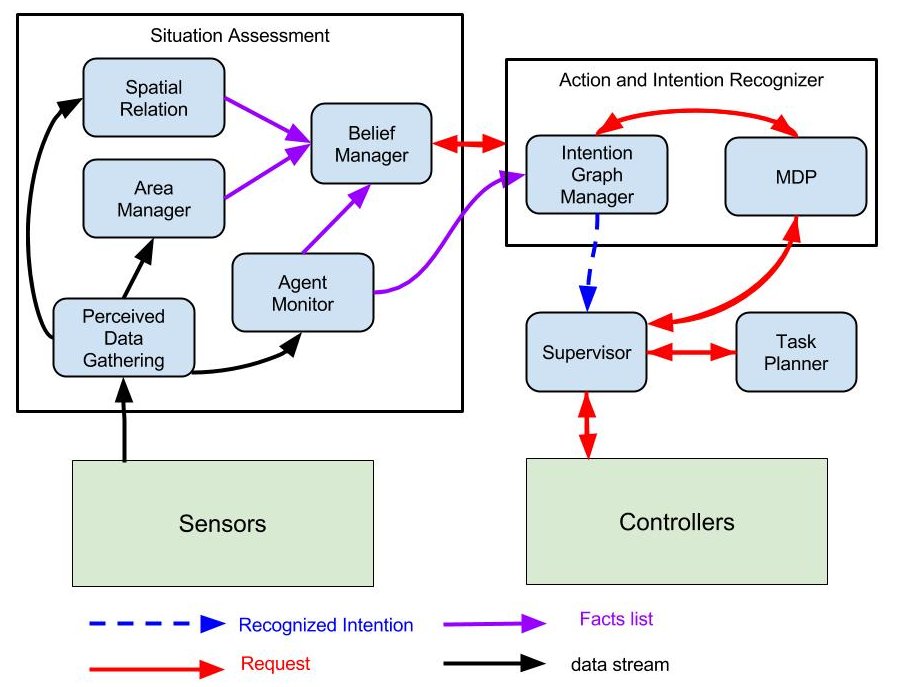 Situation Assessment
Spatial
Relation
Area
Manager
Belief
Manager
Agent
Monitor
Perceived
Data
Gathering
Action and Intention Recognizer
Intention
Graph
Manager
MDP
Supervisor
Task
Planner
Sensors
Controllers
Recognized Intention
Facts list
Request
data stream